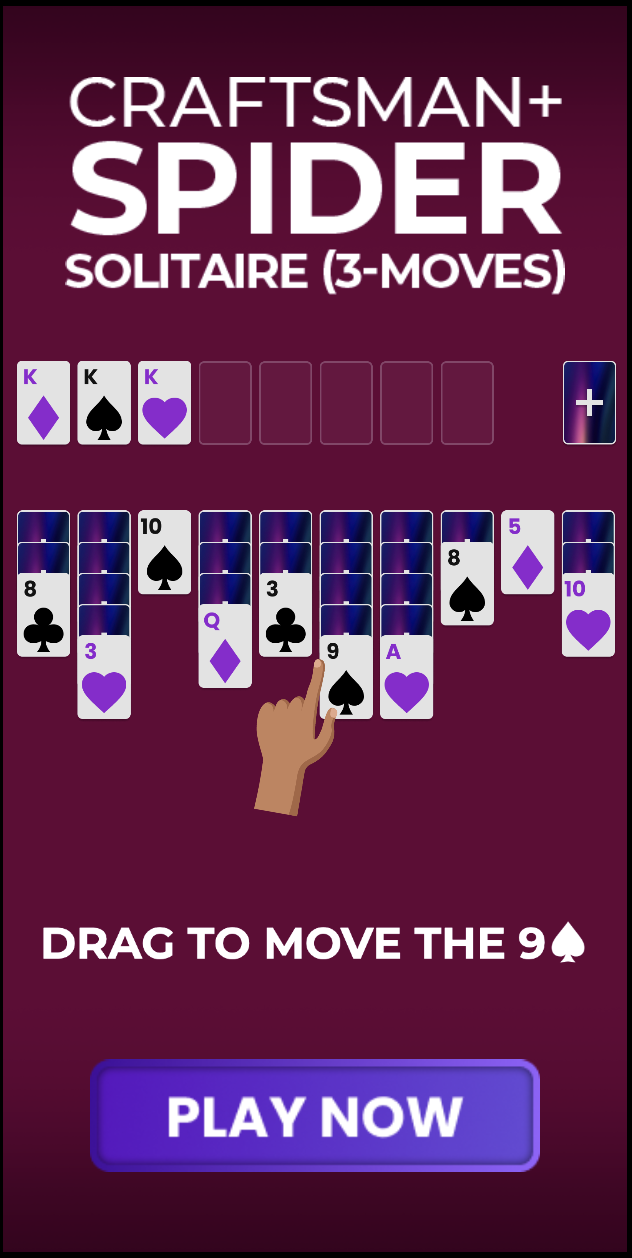 CRAFTSMAN+
SPIDER
SOLITAIRE (3-MOVES)
K K K +
10 5
8
8 3 10
Q
3 9 A
DRAG TO MOVE THE 9♠
PLAY NOW